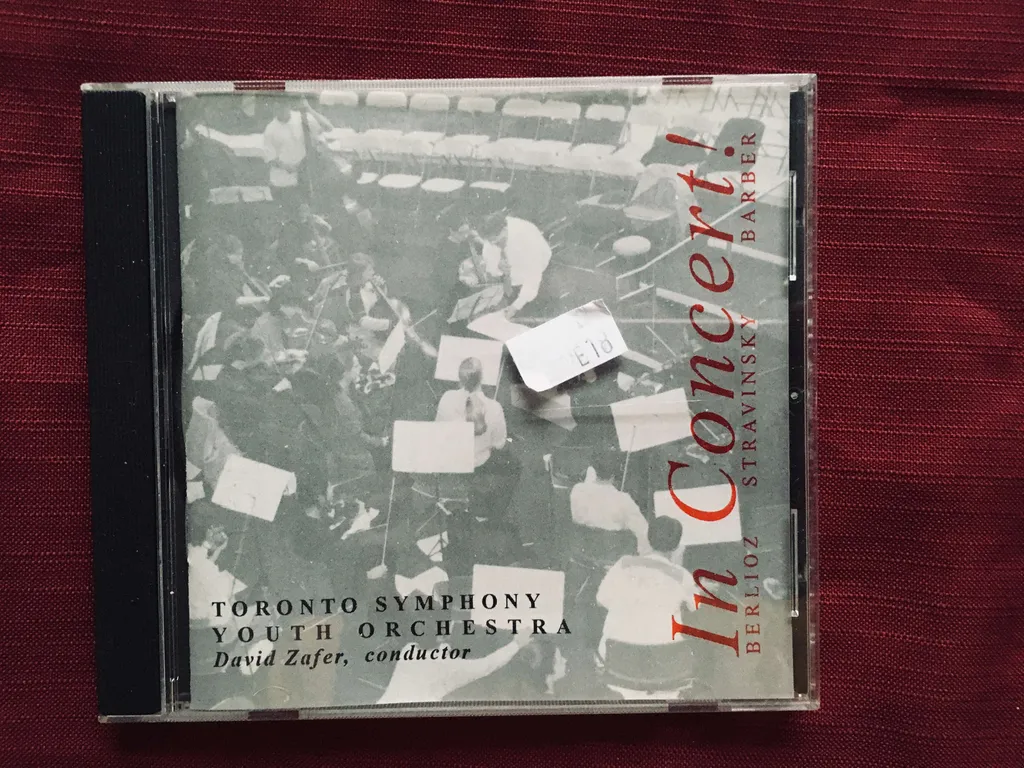 In Concert!
BERLIOZ STRAVINSKY BARBER
TORONTO SYMPHONY
YOUTH ORCHESTRA
David Zafer, conductor